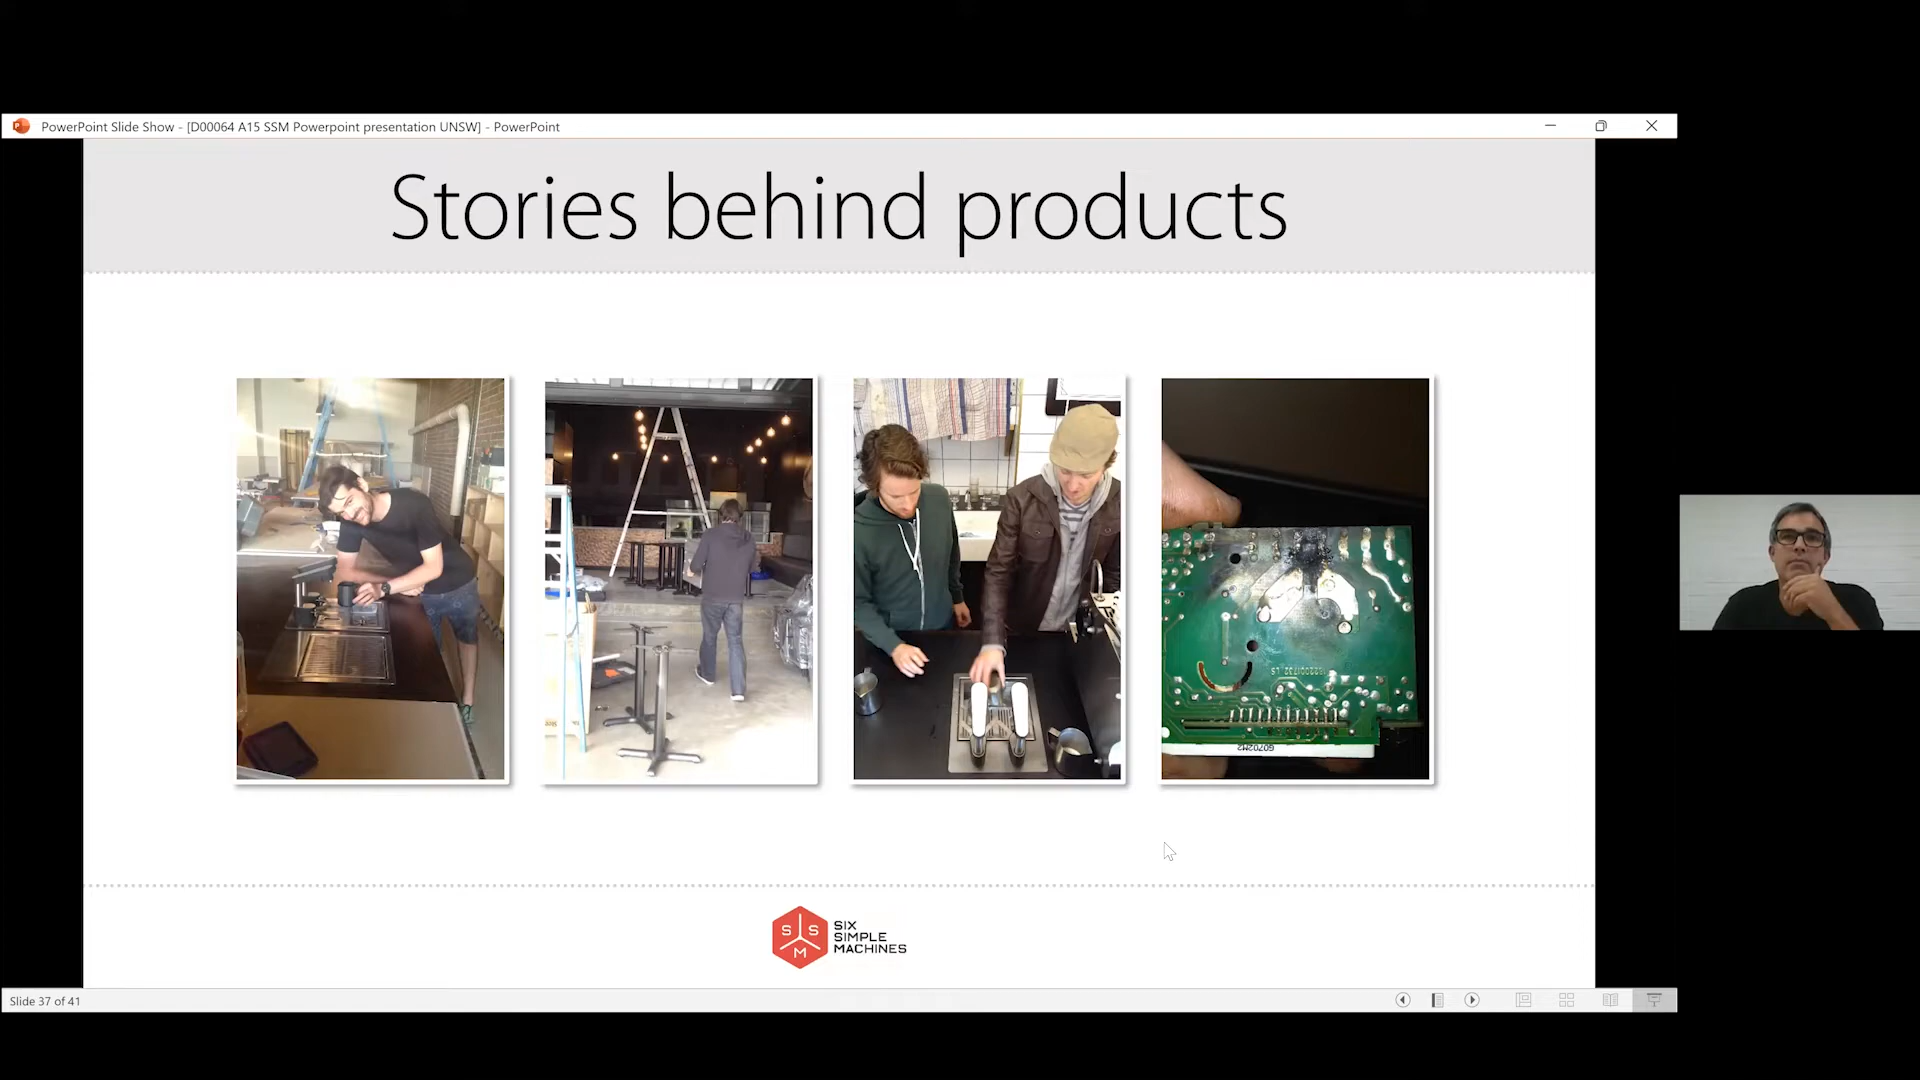 PowerPoint Slide Show - [D00064 A15 SSM Powerpoint presentation UNSW] - PowerPoint
Stories behind products
G0702M2
S S
M
SIX
SIMPLE
MACHINES
Slide 37 of 41